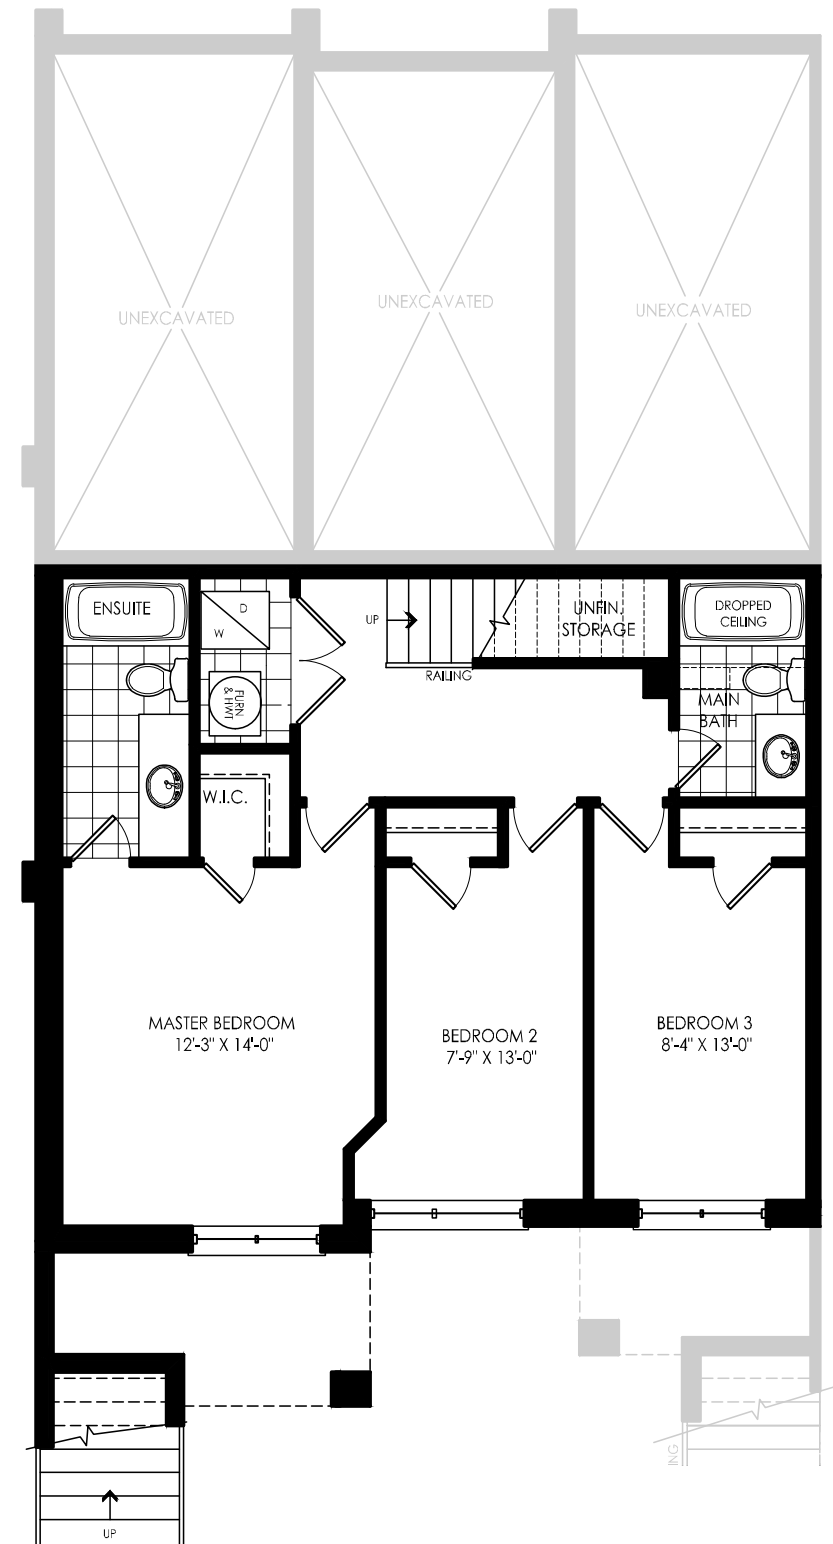 UNEXCAVATED
UNEXCAVATED
UNEXCAVATED
ENSUITE
D
W
UP
UNFIN.
STORAGE
DROPPED
CEILING
RAILING
FURN
& HWT
MAIN
BATH
W.I.C.
MASTER BEDROOM
12'-3" X 14'-0"
BEDROOM 2
7'-9" X 13'-0"
BEDROOM 3
8'-4" X 13'-0"
ING
UP